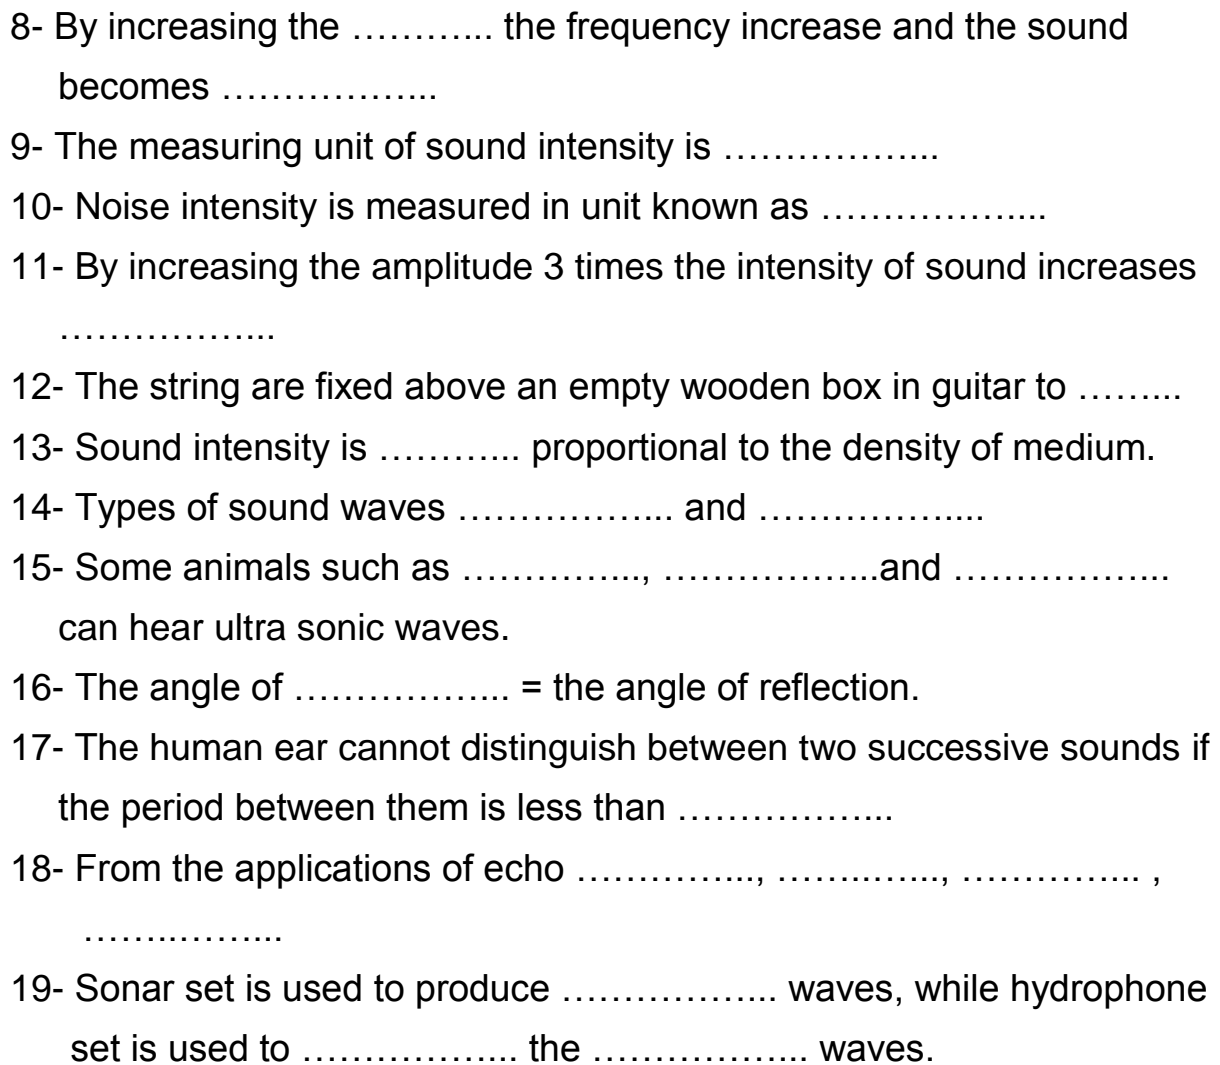 8- By increasing the ………... the frequency increase and the sound
becomes ……………...
9- The measuring unit of sound intensity is ……………...
10- Noise intensity is measured in unit known as ……………....
11- By increasing the amplitude 3 times the intensity of sound increases
……………...
12- The string are fixed above an empty wooden box in guitar to ……...
13- Sound intensity is ………... proportional to the density of medium.
14- Types of sound waves ……………... and ……………....
15- Some animals such as …………..., ……………...and ……………...
can hear ultra sonic waves.
16- The angle of ……………... = the angle of reflection.
17- The human ear cannot distinguish between two successive sounds if
the period between them is less than ……………...
18- From the applications of echo …………..., ……..…..., …………... ,
……..……...
19- Sonar set is used to produce ……………... waves, while hydrophone
set is used to ……………... the ……………... waves.